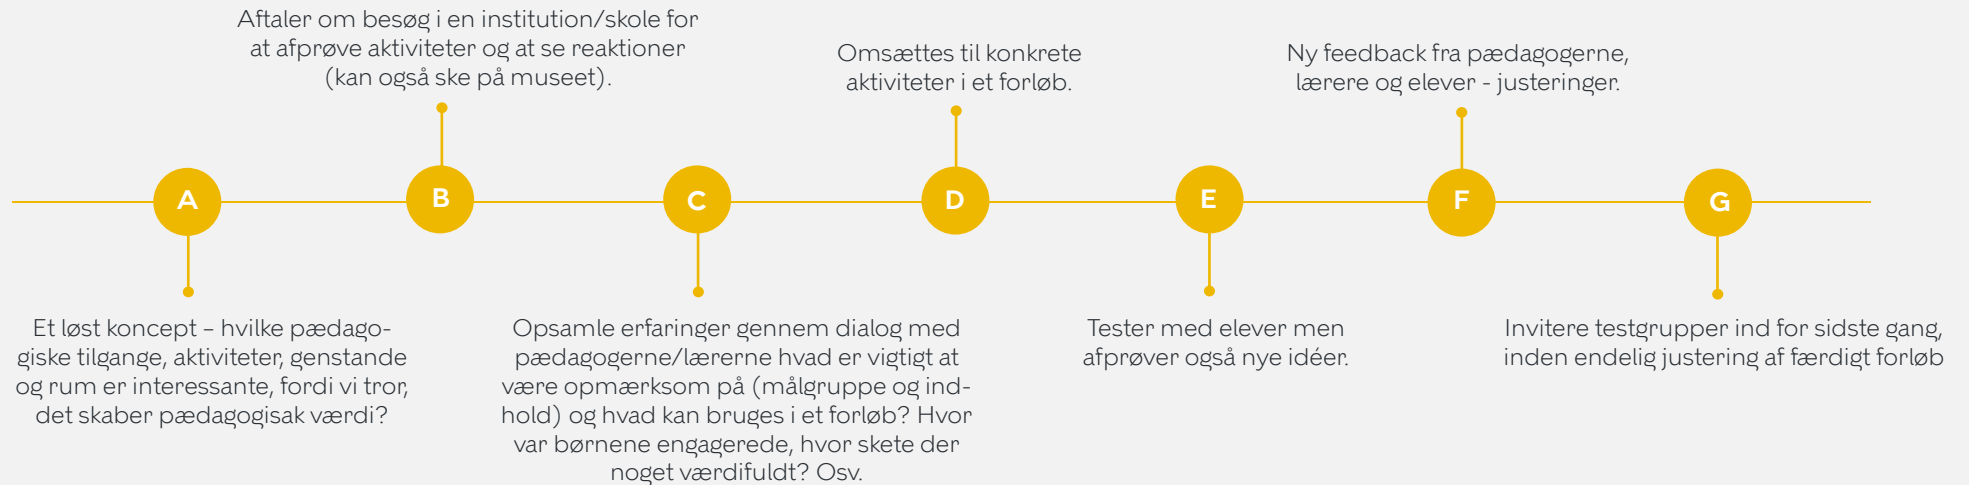 Aftaler om besøg i en institution/skole for
at afprøve aktiviteter og at se reaktioner
(kan også ske på museet).
Omsættes til konkrete
aktiviteter i et forløb.
Ny feedback fra pædagogerne,
lærere og elever - justeringer.
A
B
C
D
E
F
G
Et løst koncept – hvilke pædago-
giske tilgange, aktiviteter, genstande
og rum er interessante, fordi vi tror,
det skaber pædagogisak værdi?
Opsamle erfaringer gennem dialog med
pædagogerne/lærerne hvad er vigtigt at
være opmærksom på (målgruppe og ind-
hold) og hvad kan bruges i et forløb? Hvor
var børnene engagerede, hvor skete der
noget værdifuldt? Osv.
Tester med elever men
afprøver også nye idéer.
Invitere testgrupper ind for sidste gang,
inden endelig justering af færdigt forløb